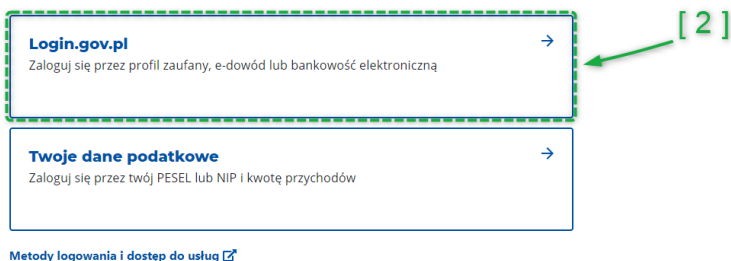 Login.gov.pl
Zaloguj się przez profil zaufany, e-dowód lub bankowość elektroniczną
[ 2 ]
Twoje dane podatkowe
Zaloguj się przez twój PESEL lub NIP i kwotę przychodów
Metody logowania i dostęp do usług